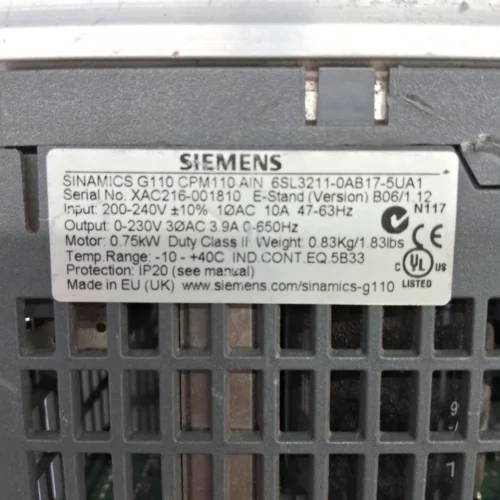 SIEMENS
SINAMICS G110 CPM110 AIN 6SL3211-0AB17-5UA1
Serial No. XAC216-001810 E-Stand (Version) B06/1.12
Input: 200-240V ±10% 1ØAC 10A 47-63Hz
N117
Output: 0-230V 3ØAC 3.9A 0-650Hz
Motor: 0.75kW Duty Class II Weight: 0.83Kg/1.83lbs
Temp.Range: -10 - +40C IND.CONT.EQ.5B33
C UL US
LISTED
Protection: IP20 (see manual)
Made in EU (UK) www.siemens.com/sinamics-g110